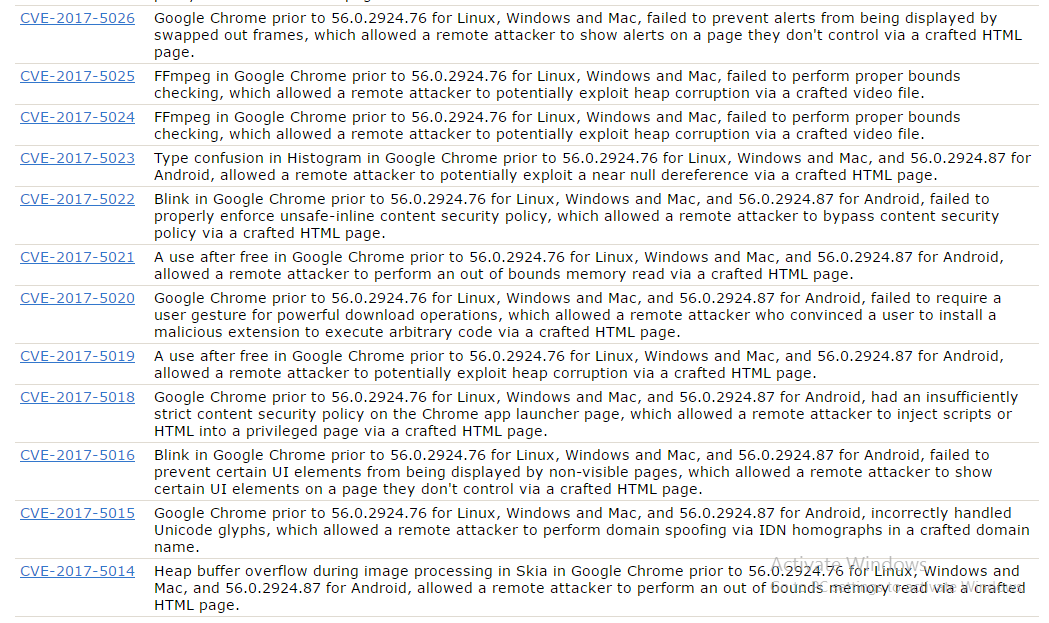 CVE-2017-5026 Google Chrome prior to 56.0.2924.76 for Linux, Windows and Mac, failed to prevent alerts from being displayed by
swapped out frames, which allowed a remote attacker to show alerts on a page they don't control via a crafted HTML
page.
CVE-2017-5025 FFmpeg in Google Chrome prior to 56.0.2924.76 for Linux, Windows and Mac, failed to perform proper bounds
checking, which allowed a remote attacker to potentially exploit heap corruption via a crafted video file.
CVE-2017-5024 FFmpeg in Google Chrome prior to 56.0.2924.76 for Linux, Windows and Mac, failed to perform proper bounds
checking, which allowed a remote attacker to potentially exploit heap corruption via a crafted video file.
CVE-2017-5023 Type confusion in Histogram in Google Chrome prior to 56.0.2924.76 for Linux, Windows and Mac, and 56.0.2924.87 for
Android, allowed a remote attacker to potentially exploit a near null dereference via a crafted HTML page.
CVE-2017-5022 Blink in Google Chrome prior to 56.0.2924.76 for Linux, Windows and Mac, and 56.0.2924.87 for Android, failed to
properly enforce unsafe-inline content security policy, which allowed a remote attacker to bypass content security
policy via a crafted HTML page.
CVE-2017-5021 A use after free in Google Chrome prior to 56.0.2924.76 for Linux, Windows and Mac, and 56.0.2924.87 for Android,
allowed a remote attacker to perform an out of bounds memory read via a crafted HTML page.
CVE-2017-5020 Google Chrome prior to 56.0.2924.76 for Linux, Windows and Mac, and 56.0.2924.87 for Android, failed to require a
user gesture for powerful download operations, which allowed a remote attacker who convinced a user to install a
malicious extension to execute arbitrary code via a crafted HTML page.
CVE-2017-5019 A use after free in Google Chrome prior to 56.0.2924.76 for Linux, Windows and Mac, and 56.0.2924.87 for Android,
allowed a remote attacker to potentially exploit heap corruption via a crafted HTML page.
CVE-2017-5018 Google Chrome prior to 56.0.2924.76 for Linux, Windows and Mac, and 56.0.2924.87 for Android, had an insufficiently
strict content security policy on the Chrome app launcher page, which allowed a remote attacker to inject scripts or
HTML into a privileged page via a crafted HTML page.
CVE-2017-5016 Blink in Google Chrome prior to 56.0.2924.76 for Linux, Windows and Mac, and 56.0.2924.87 for Android, failed to
prevent certain UI elements from being displayed by non-visible pages, which allowed a remote attacker to show
certain UI elements on a page they don't control via a crafted HTML page.
CVE-2017-5015 Google Chrome prior to 56.0.2924.76 for Linux, Windows and Mac, and 56.0.2924.87 for Android, incorrectly handled
Unicode glyphs, which allowed a remote attacker to perform domain spoofing via IDN homographs in a crafted domain
name.
CVE-2017-5014 Heap buffer overflow during image processing in Skia in Google Chrome prior to 56.0.2924.76 for Linux, Windows and
Mac, and 56.0.2924.87 for Android, allowed a remote attacker to perform an out of bounds memory read via a crafted
HTML page.
Activate Windows
Go to PC settings to activate Windows.